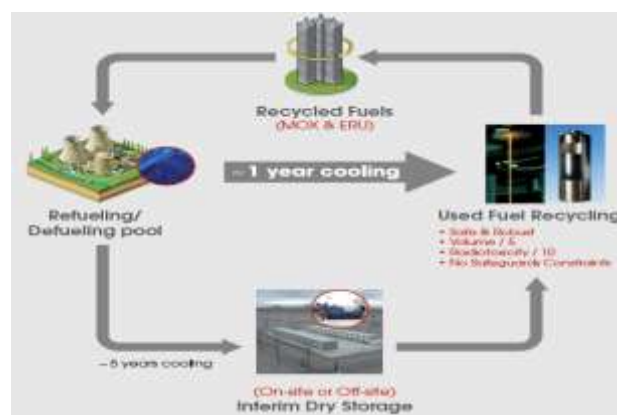 Recycled Fuels
(MOX & ERU)
~ 1 year cooling
Refueling/
Defueling pool
Used Fuel Recycling
• Safe & Robust
• Volume / 5
• Radiotoxicity / 10
• No Safeguards Constraints
~5 years cooling
(On-site or Off-site)
Interim Dry Storage